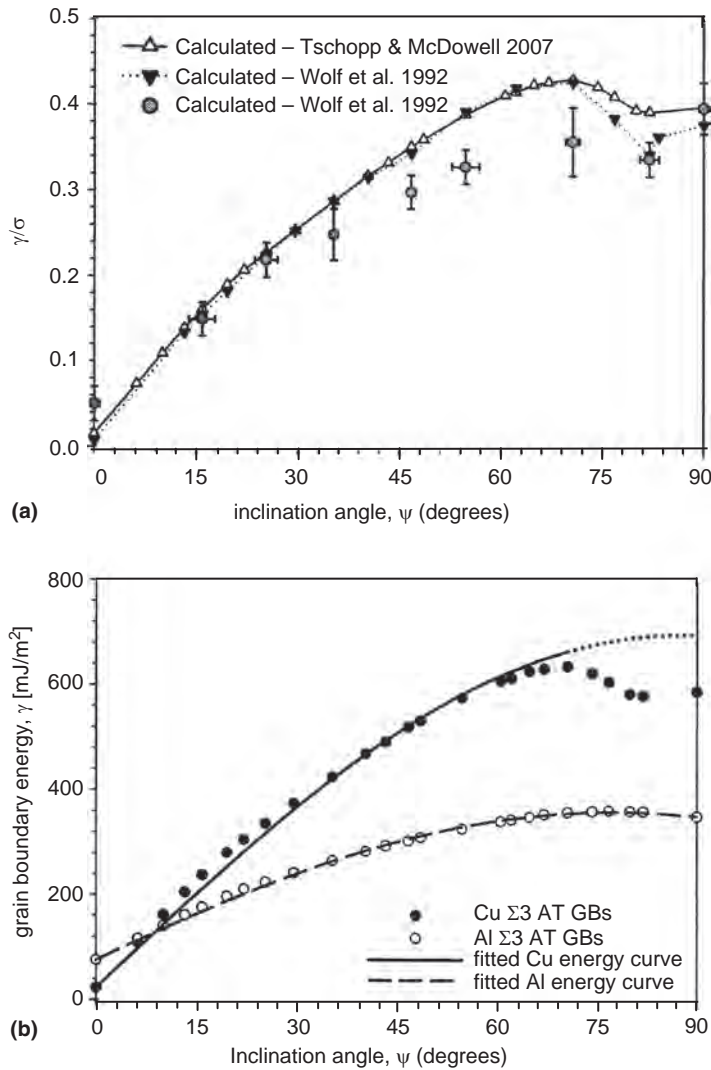 0.5
Calculated – Tschopp & McDowell 2007
Calculated – Wolf et al. 1992
Calculated – Wolf et al. 1992
0.4
0.3
γ/σ
0.2
0.1
0.0
0 15 30 45 60 75 90
(a) inclination angle, ψ (degrees)
800
600
grain boundary energy, γ [mJ/m²]
400
200
Cu Σ3 AT GBs
Al Σ3 AT GBs
fitted Cu energy curve
fitted Al energy curve
0
0 15 30 45 60 75 90
(b) Inclination angle, ψ (degrees)